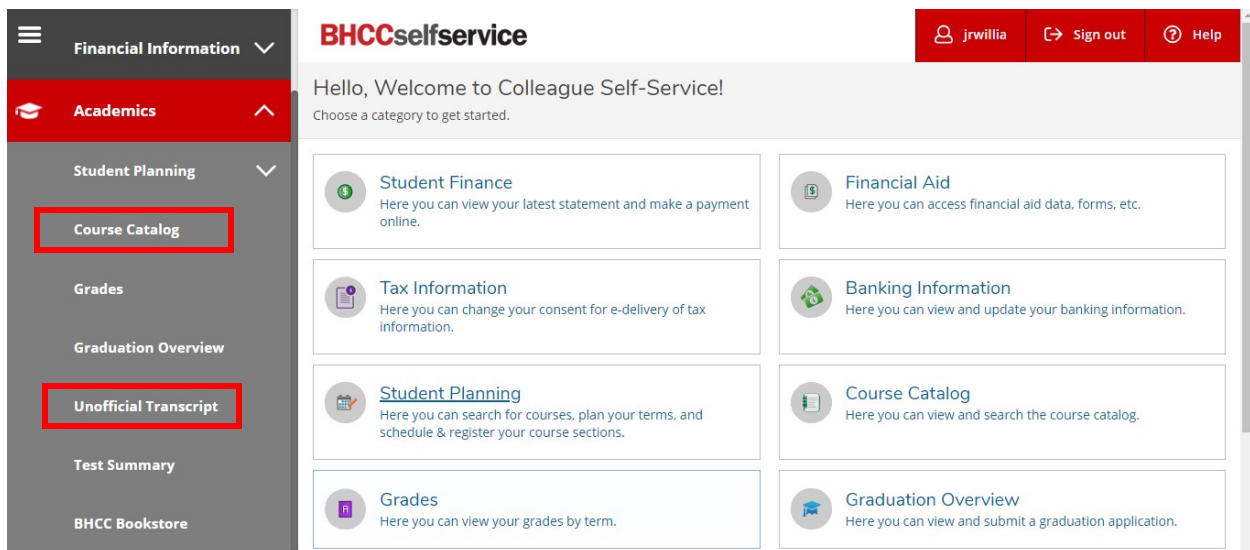 Financial Information
Academics
Student Planning
Course Catalog
Grades
Graduation Overview
Unofficial Transcript
Test Summary
BHCC Bookstore
BHCCselfservice
jrwillia
Sign out
Help
Hello, Welcome to Colleague Self-Service!
Choose a category to get started.
Student Finance
Here you can view your latest statement and make a payment
online.
Financial Aid
Here you can access financial aid data, forms, etc.
Tax Information
Here you can change your consent for e-delivery of tax
information.
Banking Information
Here you can view and update your banking information.
Student Planning
Here you can search for courses, plan your terms, and
schedule & register your course sections.
Course Catalog
Here you can view and search the course catalog.
Grades
Here you can view your grades by term.
Graduation Overview
Here you can view and submit a graduation application.